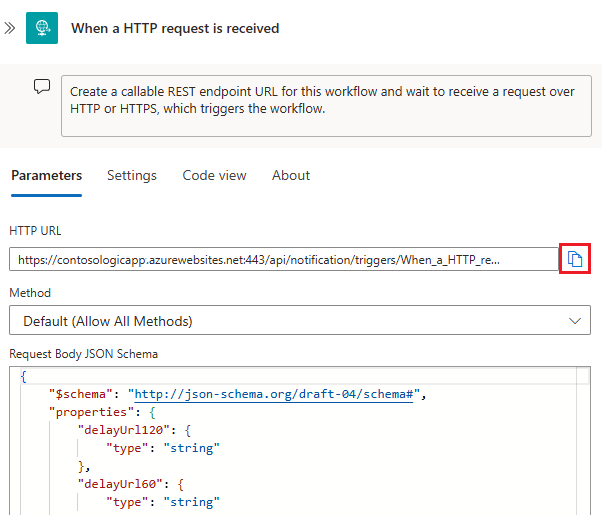 When a HTTP request is received
Create a callable REST endpoint URL for this workflow and wait to receive a request over
HTTP or HTTPS, which triggers the workflow.
Parameters Settings Code view About
HTTP URL
https://contosologicapp.azurewebsites.net:443/api/notification/triggers/When_a_HTTP_re...
Method
Default (Allow All Methods)
Request Body JSON Schema
{
"$schema": "http://json-schema.org/draft-04/schema#",
"properties": {
"delayUrl120": {
"type": "string"
},
"delayUrl60": {
"type": "string"